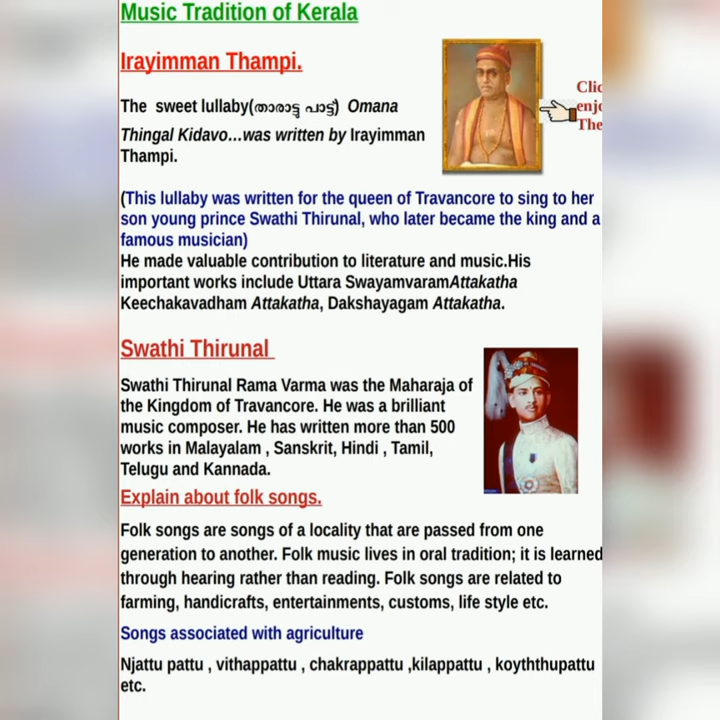 Music Tradition of Kerala
Irayimman Thampi.
The sweet lullaby(താരാട്ടു പാട്ട്) Omana
Thingal Kidavo...was written by Irayimman
Thampi.
Clic
enjo
The
(This lullaby was written for the queen of Travancore to sing to her
son young prince Swathi Thirunal, who later became the king and a
famous musician)
He made valuable contribution to literature and music.His
important works include Uttara SwayamvaramAttakatha
Keechakavadham Attakatha, Dakshayagam Attakatha.
Swathi Thirunal
Swathi Thirunal Rama Varma was the Maharaja of
the Kingdom of Travancore. He was a brilliant
music composer. He has written more than 500
works in Malayalam , Sanskrit, Hindi , Tamil,
Telugu and Kannada.
Explain about folk songs.
Folk songs are songs of a locality that are passed from one
generation to another. Folk music lives in oral tradition; it is learned
through hearing rather than reading. Folk songs are related to
farming, handicrafts, entertainments, customs, life style etc.
Songs associated with agriculture
Njattu pattu , vithappattu , chakrappattu ,kilappattu , koyththupattu
etc.